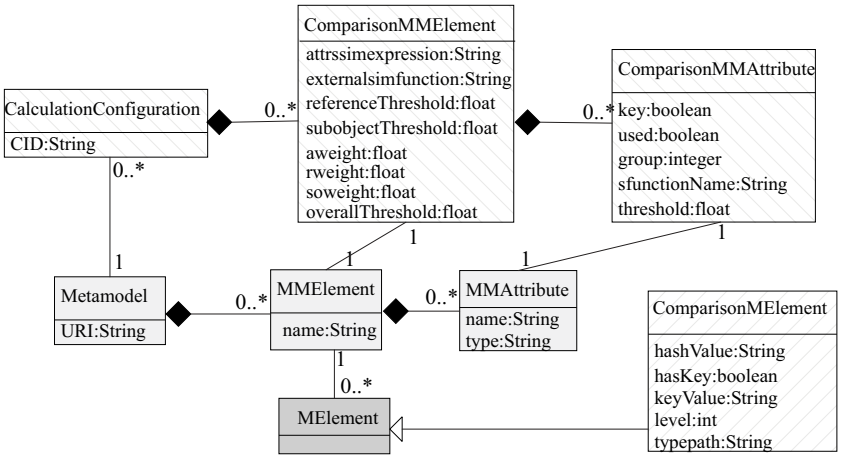 ComparisonMMElement
attrssimexpression:String
externalsimfunction:String
referenceThreshold:float
subobjectThreshold:float
aweight:float
rweight:float
soweight:float
overallThreshold:float
ComparisonMMAttribute
key:boolean
used:boolean
group:integer
sfunctionName:String
threshold:float
CalculationConfiguration
CID:String
0..*
0..*
0..*
1
1
1
1
1
Metamodel
URI:String
0..*
MMElement
name:String
0..*
MMAttribute
name:String
type:String
1
0..*
MElement
ComparisonMElement
hashValue:String
hasKey:boolean
keyValue:String
level:int
typepath:String